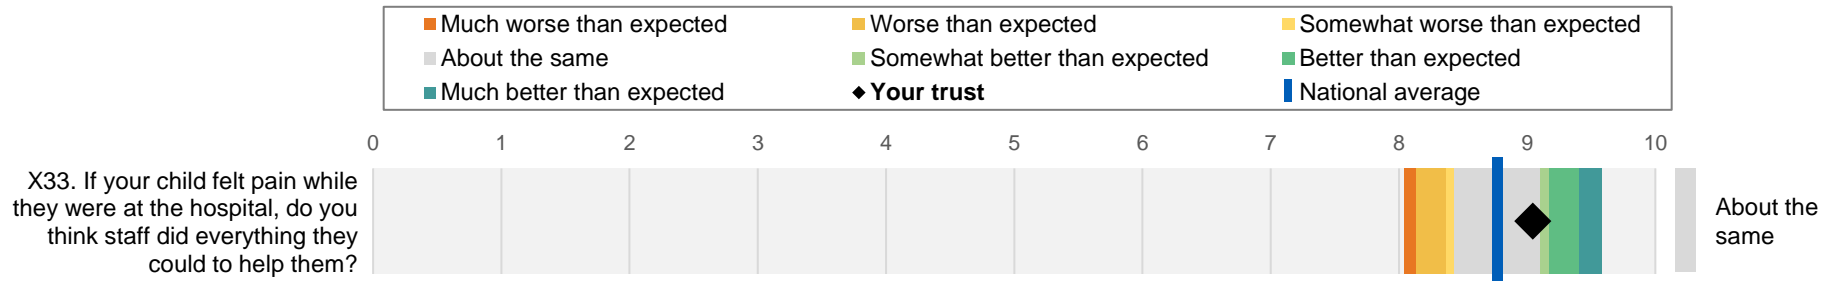 Much worse than expected
Worse than expected
Somewhat worse than expected
About the same
Somewhat better than expected
Better than expected
Much better than expected
Your trust
National average
0 1 2 3 4 5 6 7 8 9 10
X33. If your child felt pain while
they were at the hospital, do you
think staff did everything they
could to help them?
About the
same